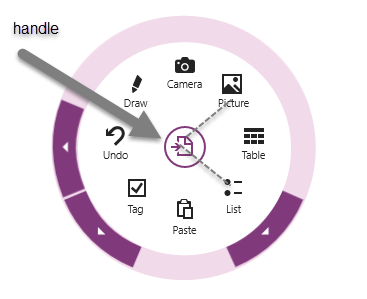 handle
Camera
Draw
Picture
Undo
Table
Tag
List
Paste